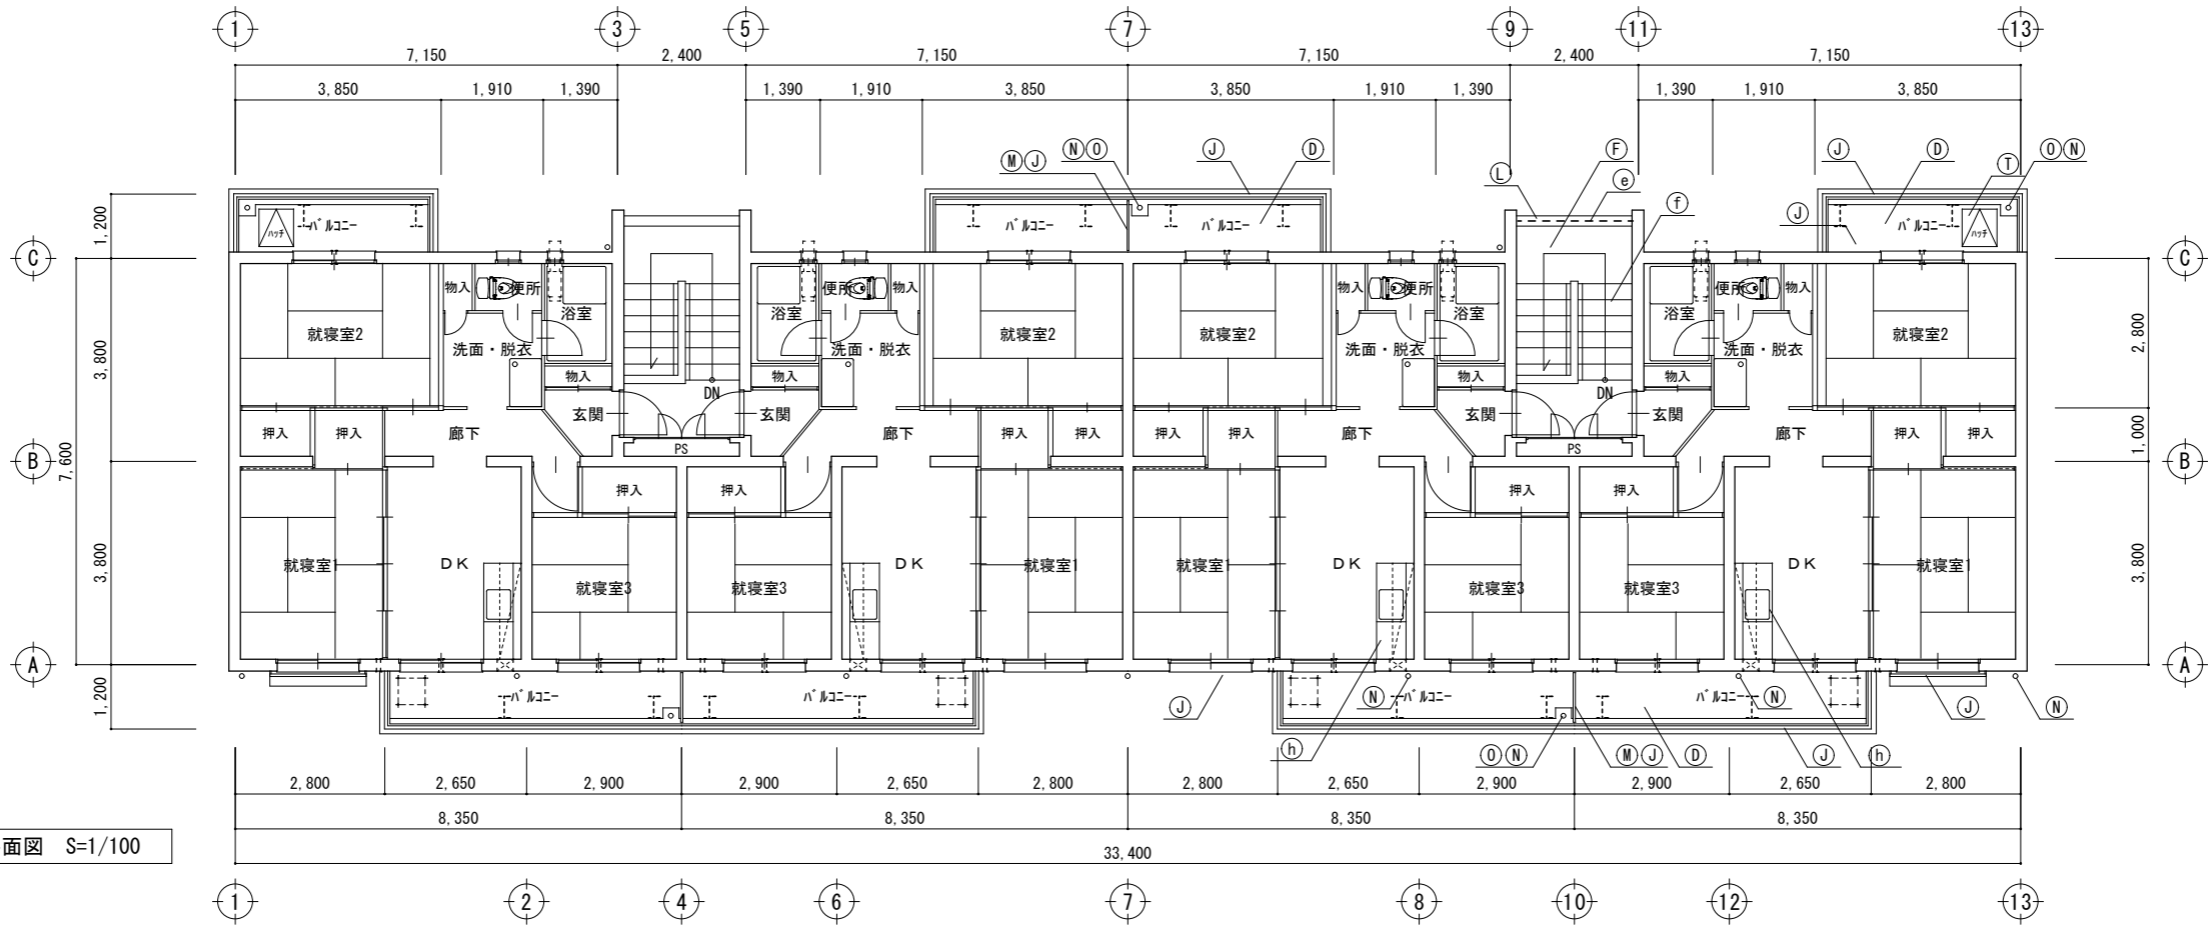 1 3 5 7 9 11 13
7,150 2,400 7,150 7,150 2,400 7,150
3,850 1,910 1,390 1,390 1,910 3,850 3,850 1,910 1,390 1,390 1,910 3,850
M J N O J D L F e f J D T O N
J
1,200
ハッチ バルコニー バルコニー バルコニー バルコニー ハッチ
C C
物入 便所 浴室 浴室 便所 物入 物入 便所 浴室 浴室 便所 物入
就寝室2 洗面・脱衣 洗面・脱衣 就寝室2 就寝室2 洗面・脱衣 洗面・脱衣 就寝室2
3,800 2,800
物入 物入 物入 物入
DN DN
玄関 玄関 玄関 玄関
押入 押入 廊下 廊下 押入 押入 押入 押入 廊下 廊下 押入 押入
1,000
PS PS
B B
7,600
押入 押入 押入 押入
就寝室1 DK 就寝室3 就寝室3 DK 就寝室1 就寝室1 DK 就寝室3 就寝室3 DK 就寝室1
3,800 3,800
A A
1,200
バルコニー バルコニー バルコニー バルコニー
J N N J N
h O N M J D J h
2,800 2,650 2,900 2,900 2,650 2,800 2,800 2,650 2,900 2,900 2,650 2,800
8,350 8,350 8,350 8,350
面図 S=1/100
33,400
1 2 4 6 7 8 10 12 13